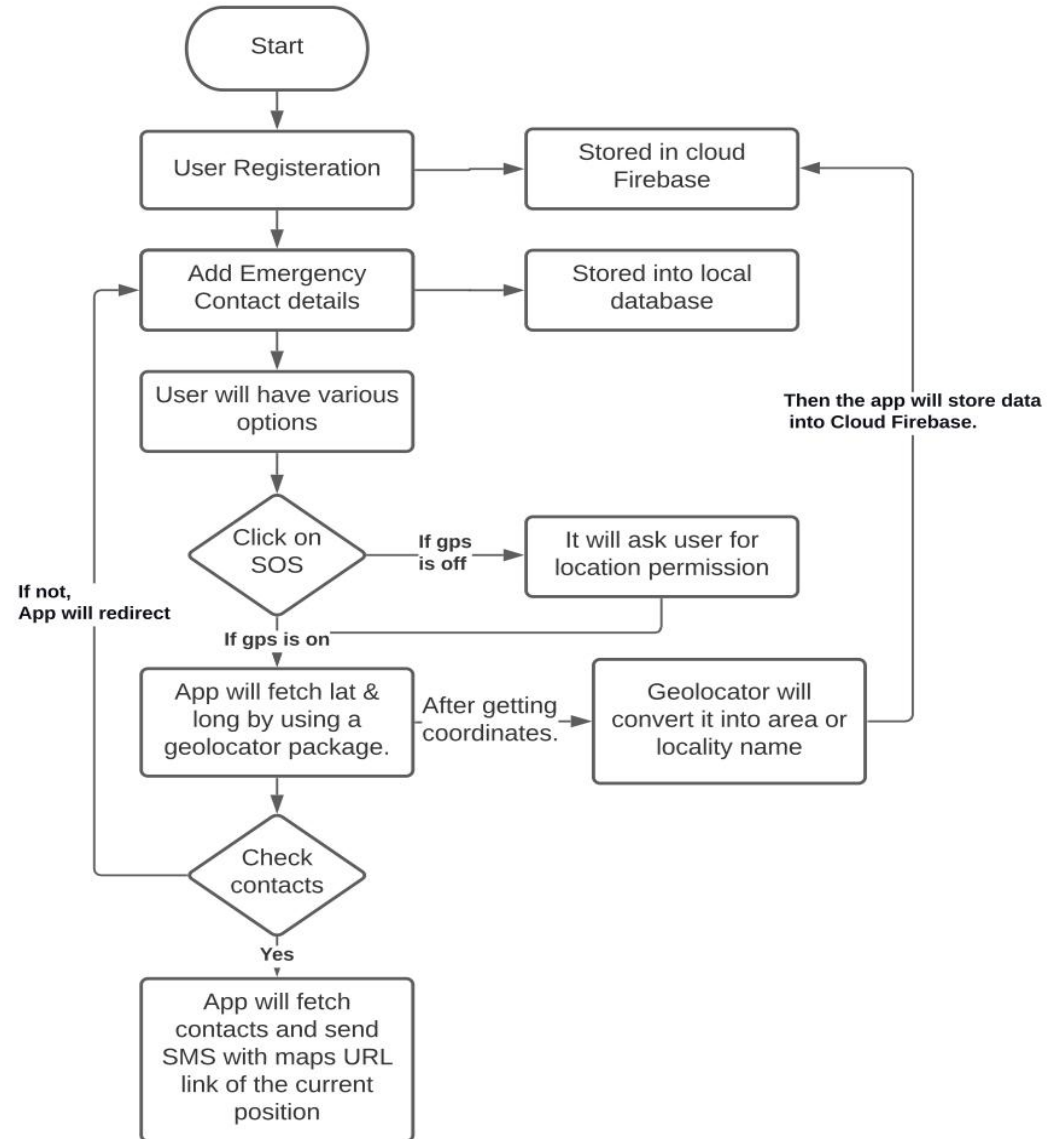 Start
User Registeration
Stored in cloud
Firebase
Add Emergency
Contact details
Stored into local
database
User will have various
options
Then the app will store data
into Cloud Firebase.
Click on
SOS
If gps
is off
It will ask user for
location permission
If not,
App will redirect
If gps is on
App will fetch lat &
long by using a
geolocator package.
After getting
coordinates.
Geolocator will
convert it into area or
locality name
Check
contacts
Yes
App will fetch
contacts and send
SMS with maps URL
link of the current
position